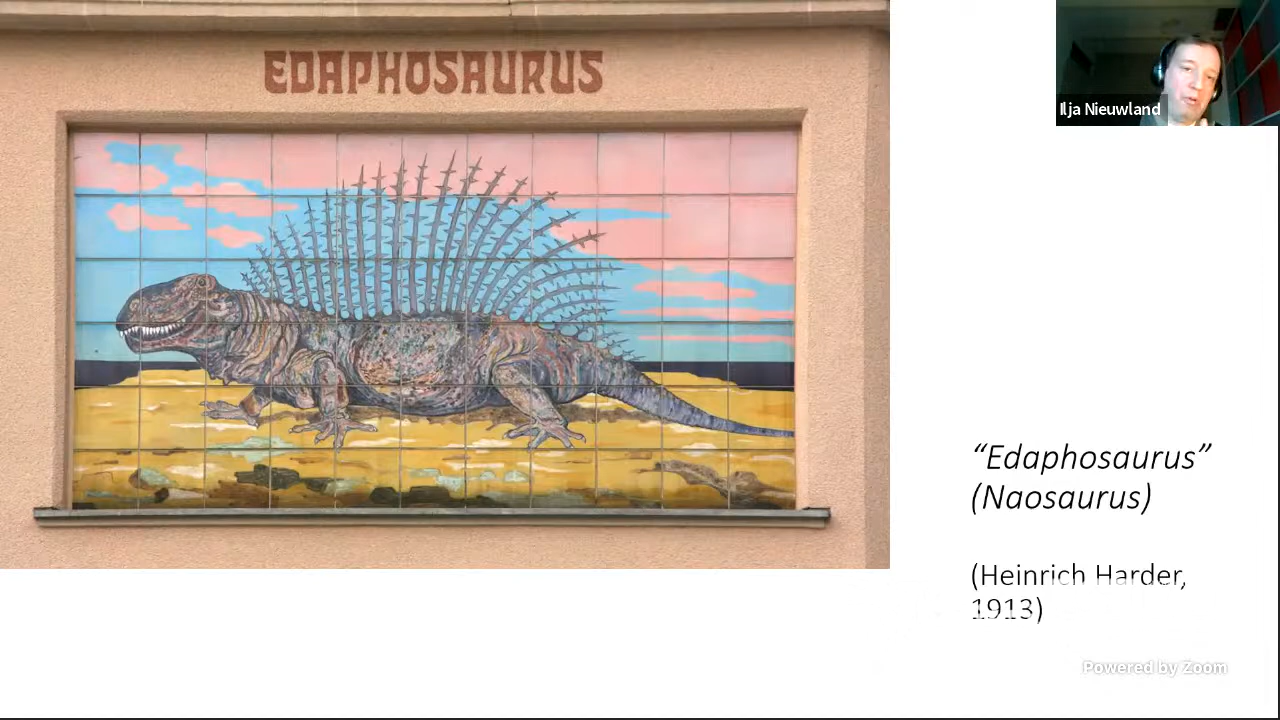 EDAPHOSAURUS
Ilja Nieuwland
“Edaphosaurus”
(Naosaurus)
(Heinrich Harder,
1913)
Powered by Zoom